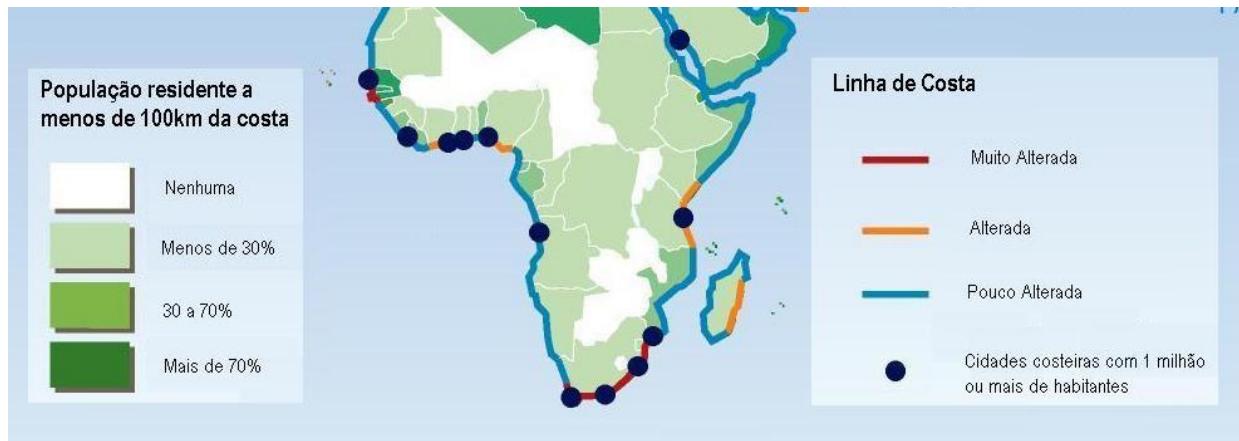 População residente a
menos de 100km da costa
Nenhuma
Menos de 30%
30 a 70%
Mais de 70%
Linha de Costa
Muito Alterada
Alterada
Pouco Alterada
Cidades costeiras com 1 milhão
ou mais de habitantes